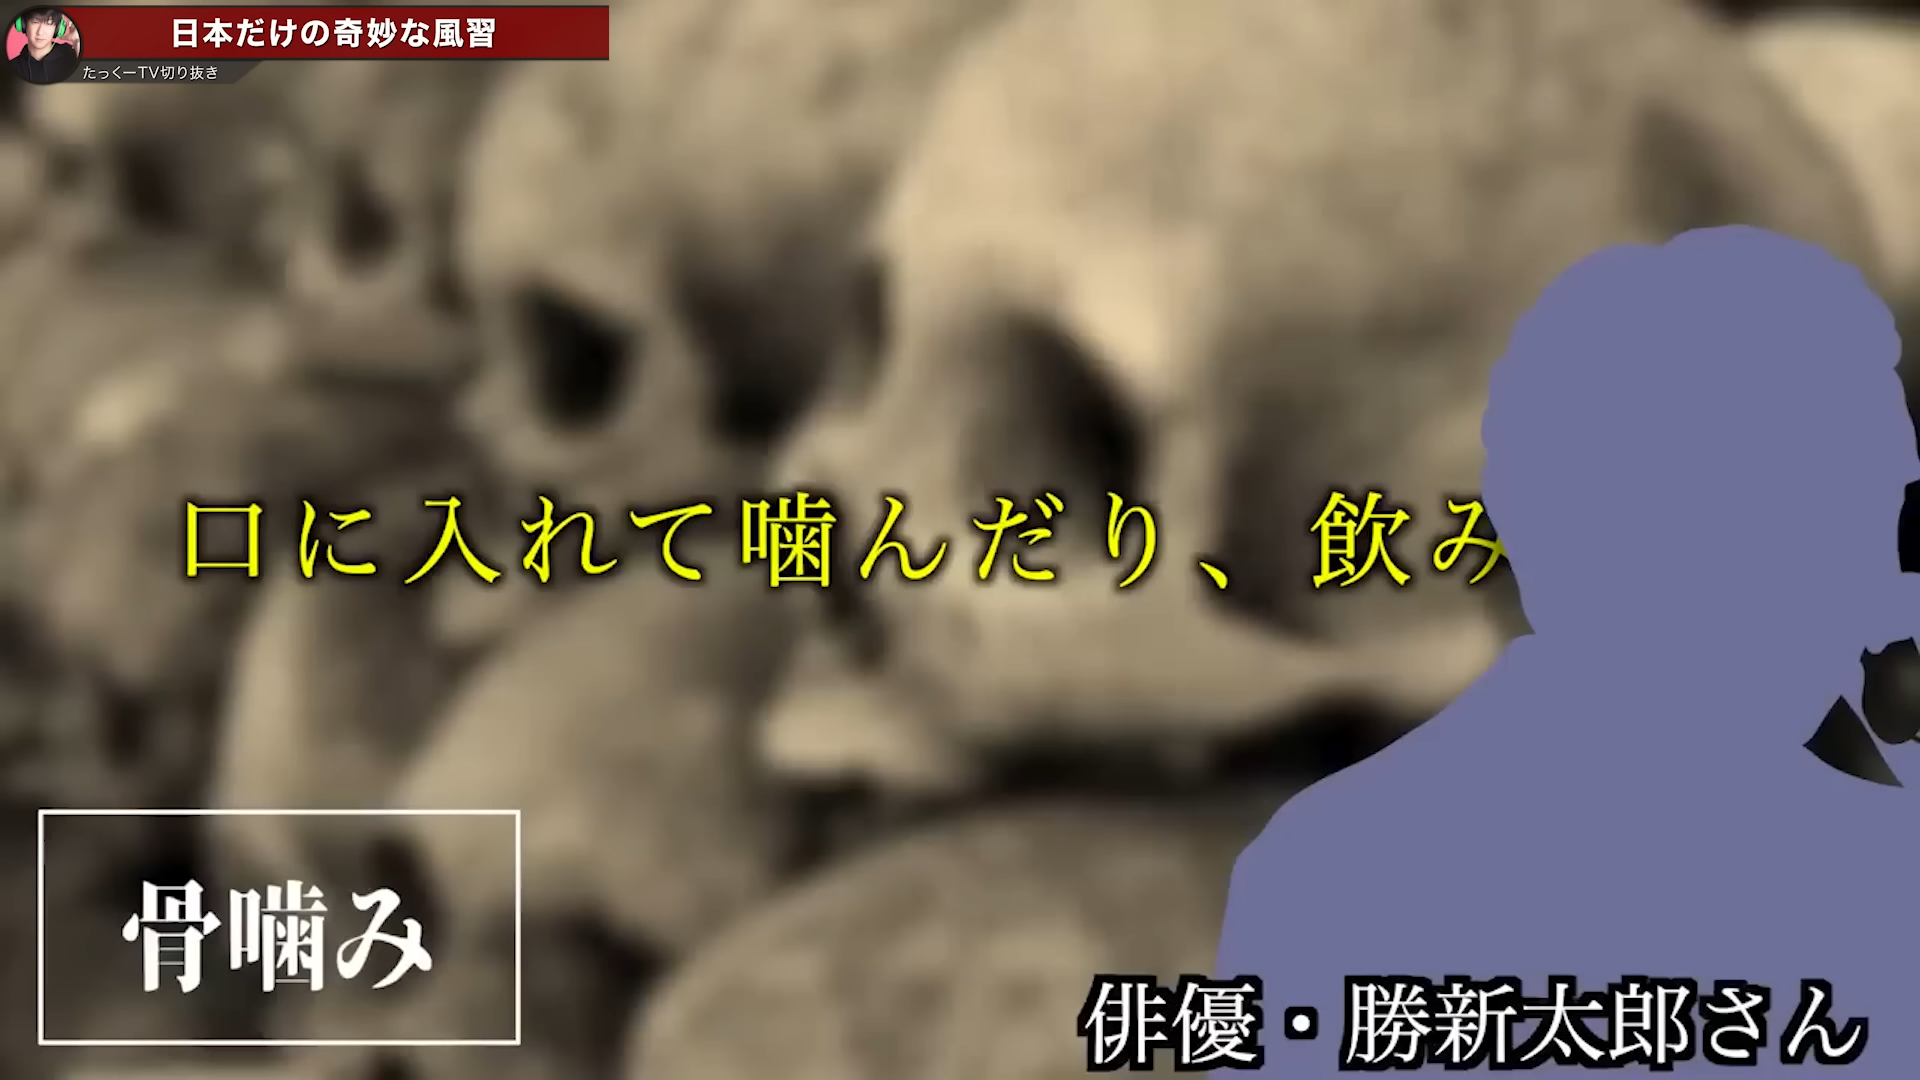 日本だけの奇妙な風習
たっくーTV切り抜き
口に入れて噛んだり、飲み
骨噛み
俳優・勝新太郎さん